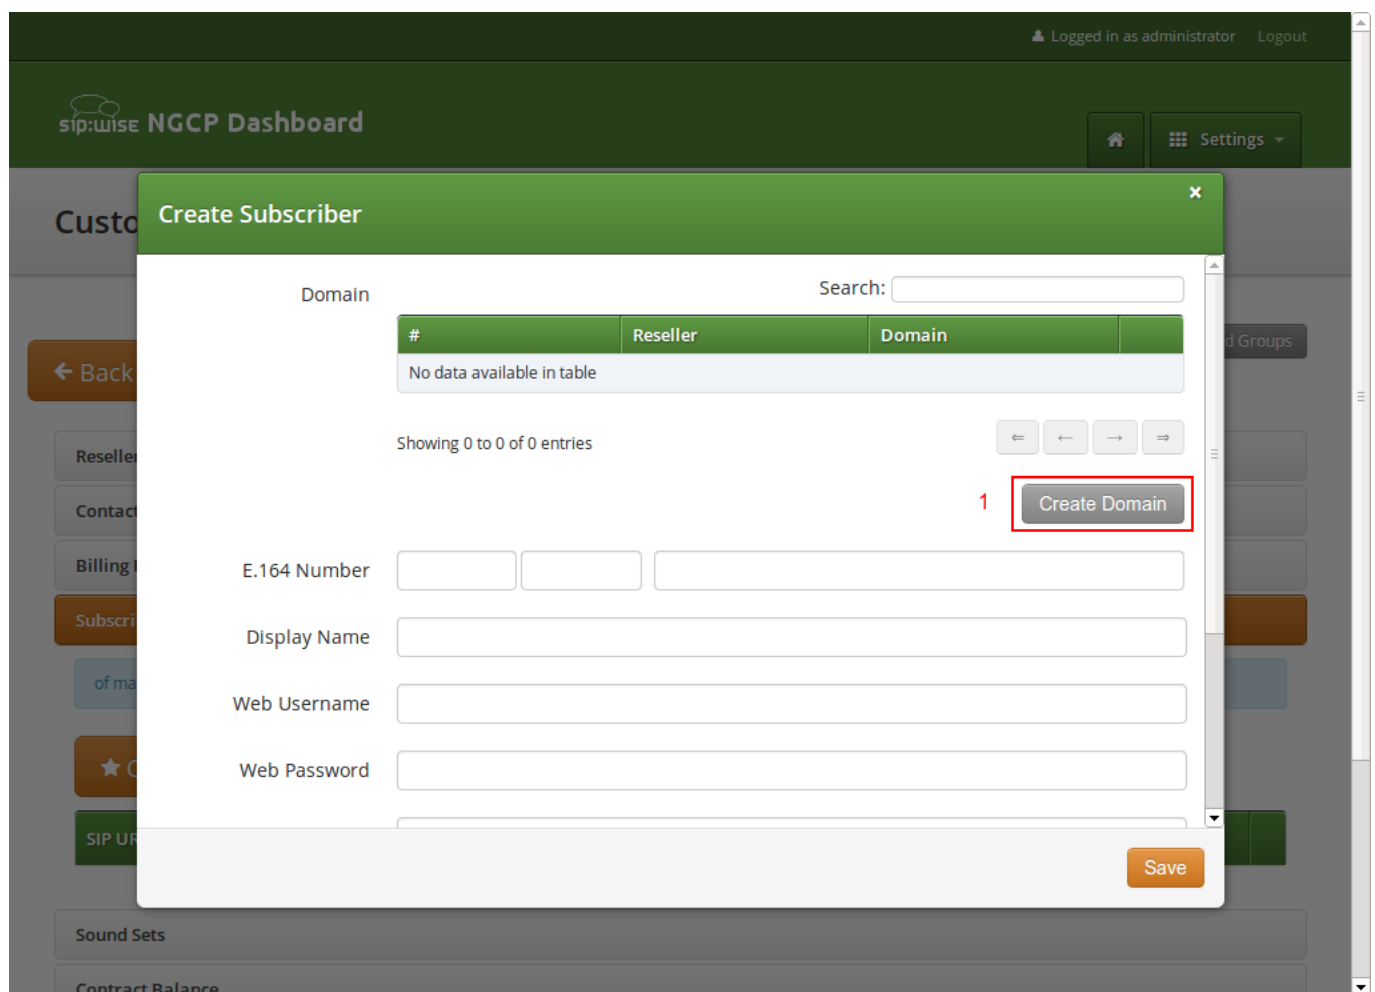 Logged in as administrator Logout
sip:wise NGCP Dashboard
Settings
Custo
Create Subscriber
×
Domain
Search:
# Reseller Domain
d Groups
Back
No data available in table
Showing 0 to 0 of 0 entries
⇐ ← → ⇒
Reseller
1 Create Domain
Contact
Billing
E.164 Number
Subscri
Display Name
of ma
Web Username
Web Password
SIP UR
Save
Sound Sets
Contract Balance